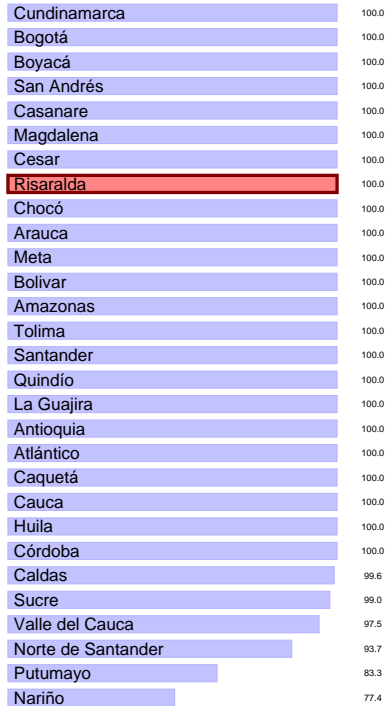 Cundinamarca 100.0
Bogotá 100.0
Boyacá 100.0
San Andrés 100.0
Casanare 100.0
Magdalena 100.0
Cesar 100.0
Risaralda 100.0
Chocó 100.0
Arauca 100.0
Meta 100.0
Bolivar 100.0
Amazonas 100.0
Tolima 100.0
Santander 100.0
Quindío 100.0
La Guajira 100.0
Antioquia 100.0
Atlántico 100.0
Caquetá 100.0
Cauca 100.0
Huila 100.0
Córdoba 100.0
Caldas 99.6
Sucre 99.0
Valle del Cauca 97.5
Norte de Santander 93.7
Putumayo 83.3
Nariño 77.4